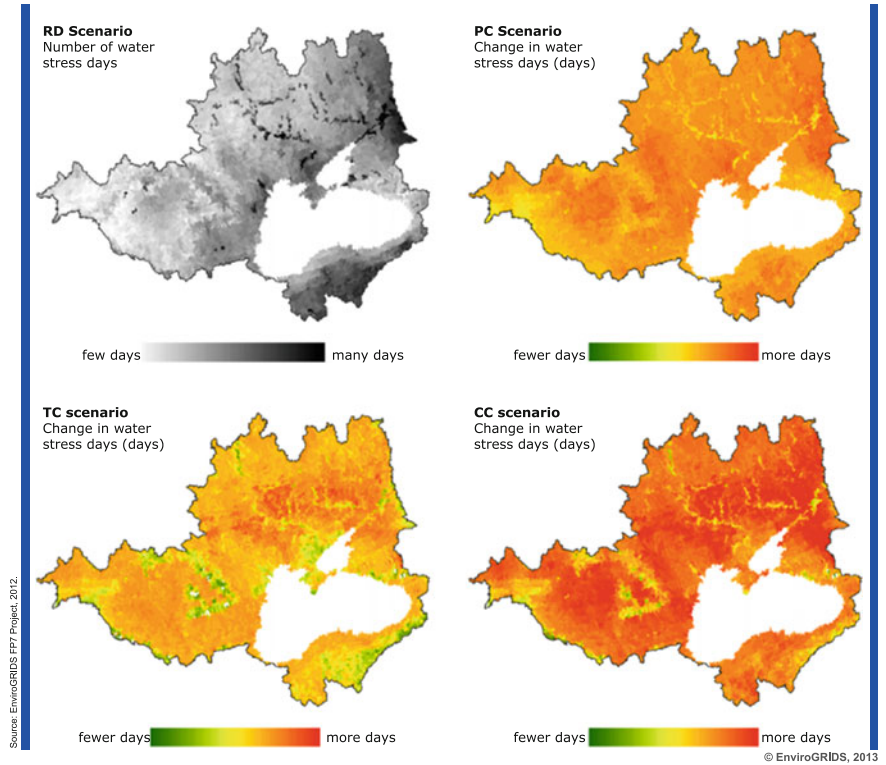 RD Scenario
Number of water
stress days
few days
many days
PC Scenario
Change in water
stress days (days)
fewer days
more days
TC scenario
Change in water
stress days (days)
fewer days
more days
CC scenario
Change in water
stress days (days)
fewer days
more days
Source: EnviroGRIDS FP7 Project, 2012.
© EnviroGRIDS, 2013